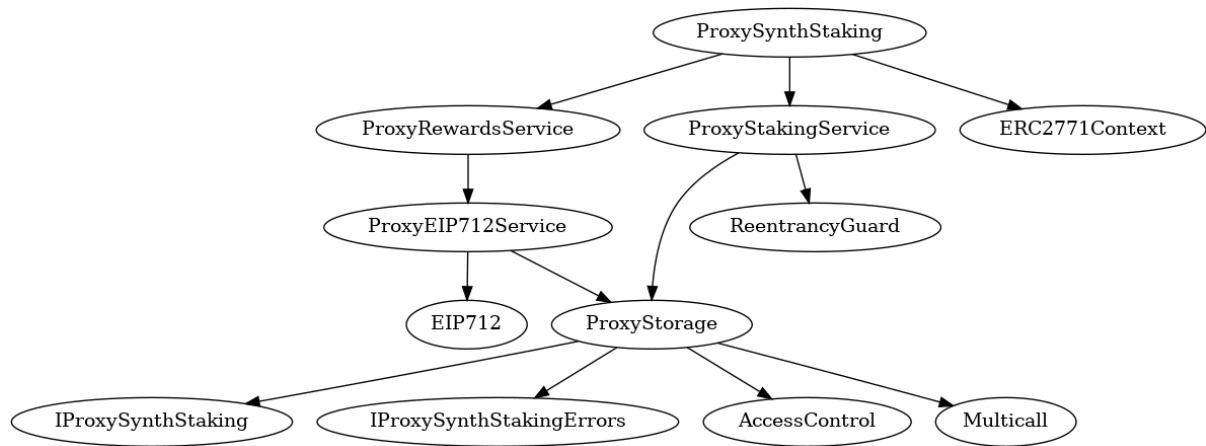 ProxySynthStaking
ProxyRewardsService
ProxyStakingService
ERC2771Context
ProxyEIP712Service
ReentrancyGuard
EIP712
ProxyStorage
IProxySynthStaking
IProxySynthStakingErrors
AccessControl
Multicall